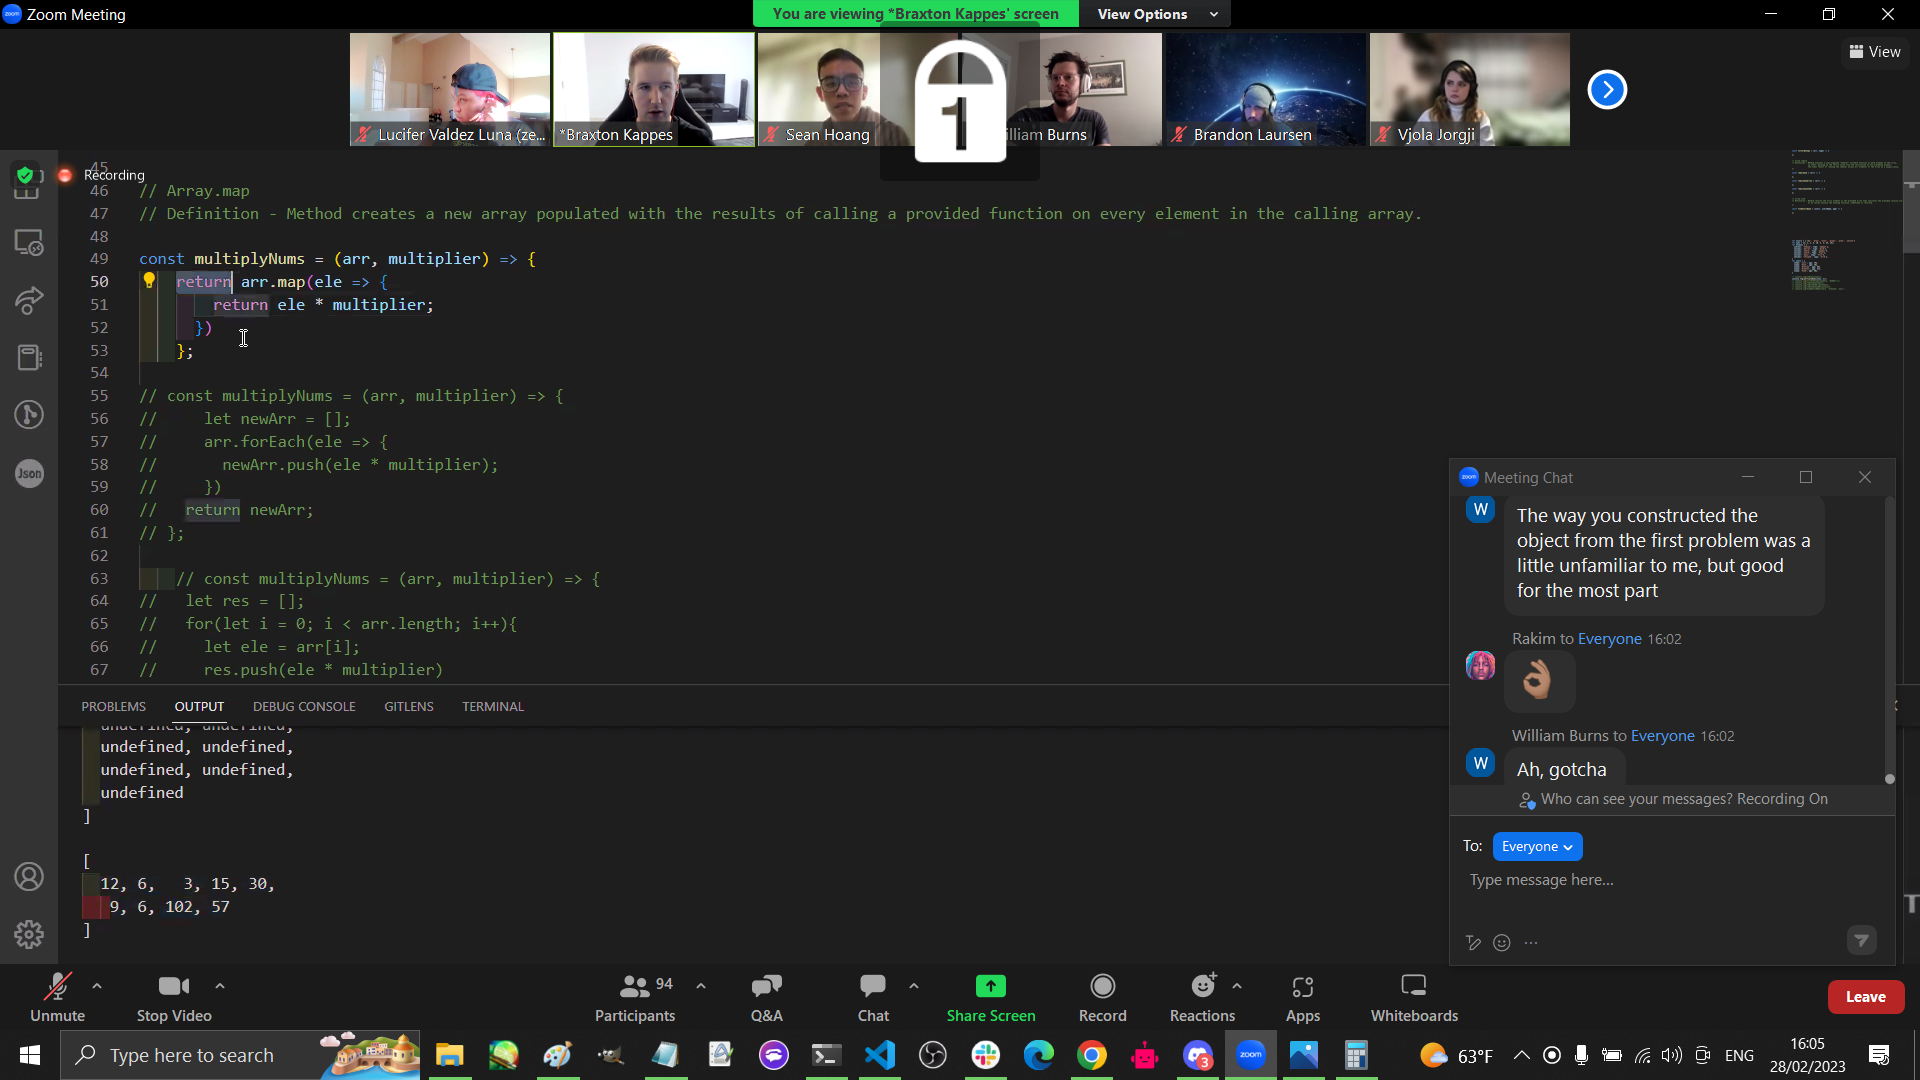 Zoom Meeting
You are viewing *Braxton Kappes' screen
View Options
View
Lucifer Valdez Luna (ze...
*Braxton Kappes
Sean Hoang
1
lliam Burns
Brandon Laursen
Vjola Jorgji
Recording
45
46 // Array.map
47 // Definition - Method creates a new array populated with the results of calling a provided function on every element in the calling array.
48
49 const multiplyNums = (arr, multiplier) => {
50 return arr.map(ele => {
51 return ele * multiplier;
52 })
53 };
54
55 // const multiplyNums = (arr, multiplier) => {
56 // let newArr = [];
57 // arr.forEach(ele => {
58 // newArr.push(ele * multiplier);
59 // })
60 // return newArr;
61 // };
62
63 // const multiplyNums = (arr, multiplier) => {
64 // let res = [];
65 // for(let i = 0; i < arr.length; i++){
66 // let ele = arr[i];
67 // res.push(ele * multiplier)
Json
PROBLEMS OUTPUT DEBUG CONSOLE GITLENS TERMINAL
undefined, undefined,
undefined, undefined,
undefined, undefined,
undefined
]
[
12, 6, 3, 15, 30,
9, 6, 102, 57
]
zoom Meeting Chat
W
The way you constructed the
object from the first problem was a
little unfamiliar to me, but good
for the most part
Rakim to Everyone 16:02
William Burns to Everyone 16:02
W
Ah, gotcha
Who can see your messages? Recording On
To: Everyone
Type message here...
Unmute
Stop Video
94
Participants
Q&A
Chat
Share Screen
Record
Reactions
Apps
Whiteboards
Leave
Type here to search
3
zoom
63°F
ENG
16:05
28/02/2023